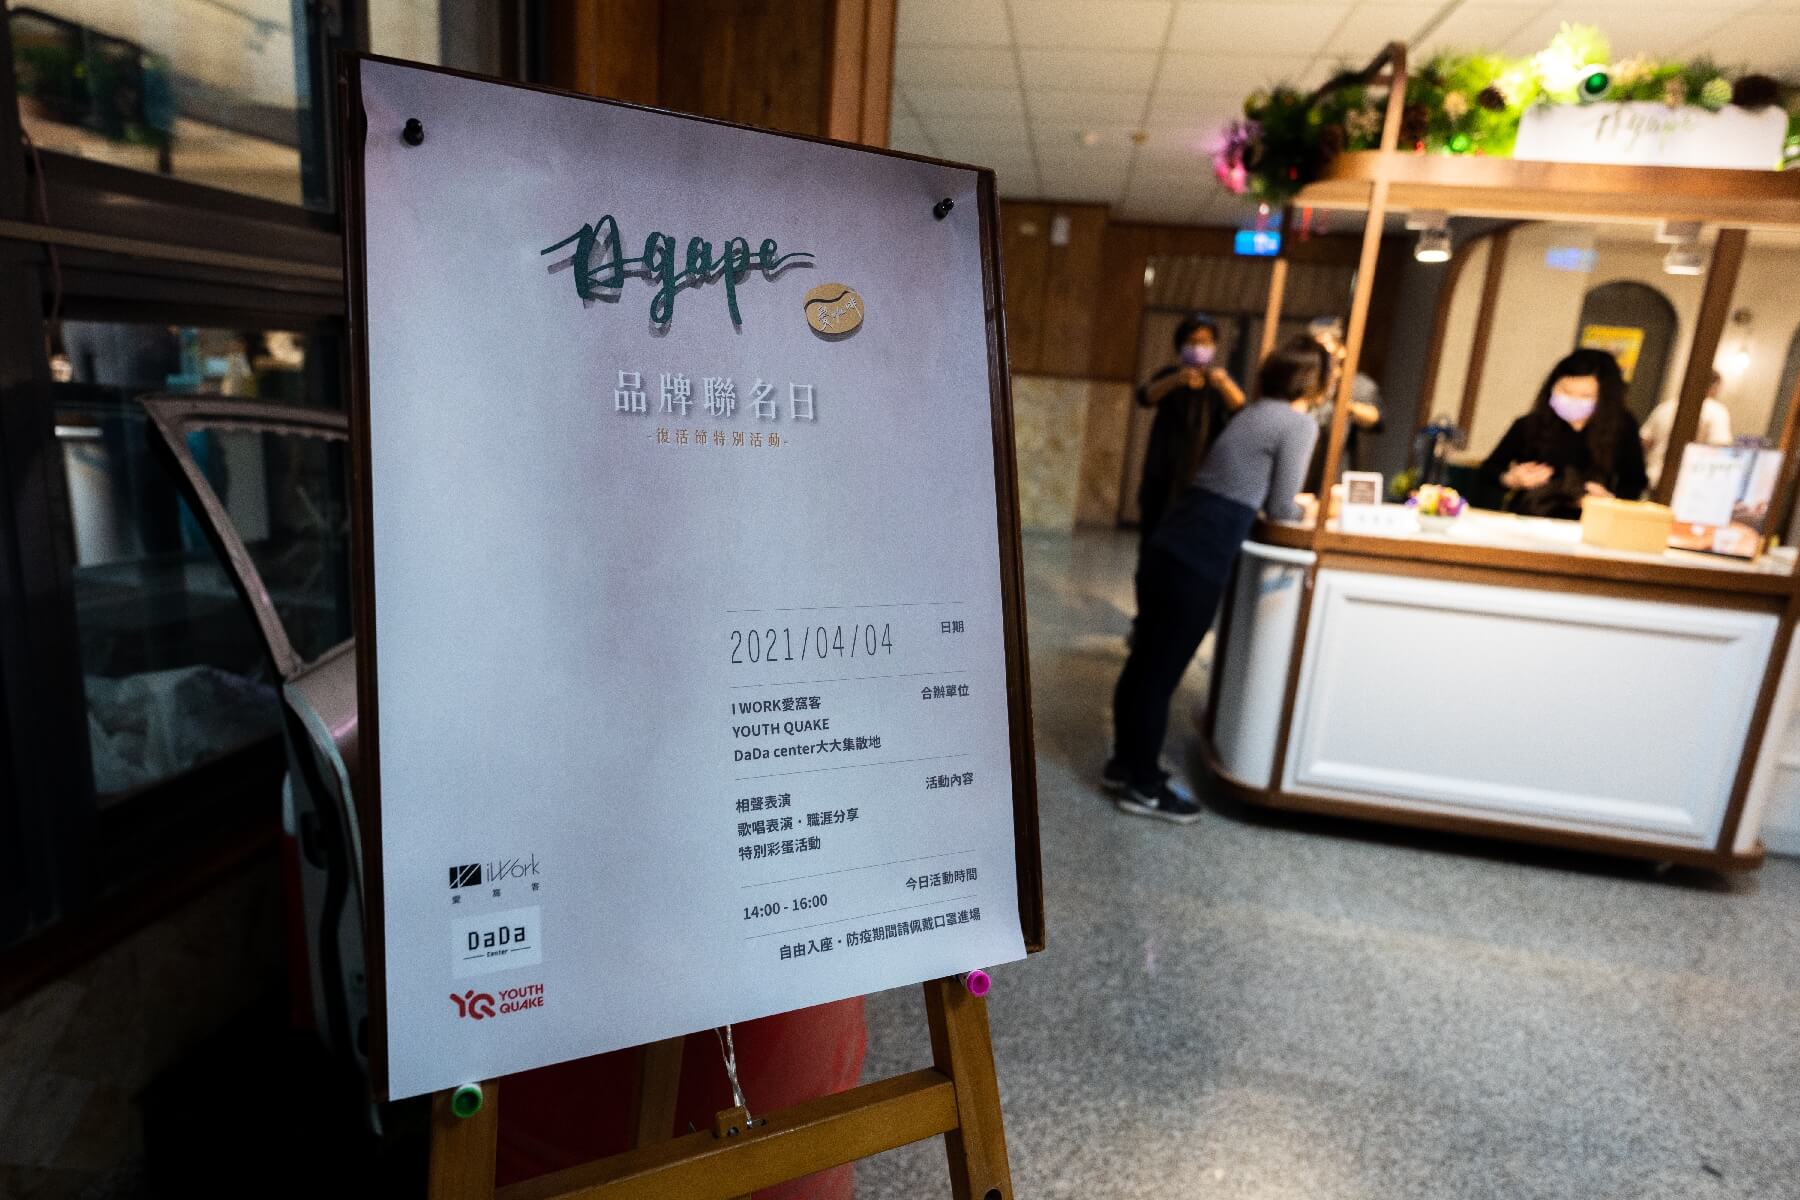 Agape
愛咖啡
品牌聯名日
-復活節特別活動-
2021/04/04 日期
I WORK愛窩客 合辦單位
YOUTH QUAKE
DaDa center大大集散地
活動內容
相聲表演
歌唱表演・職涯分享
特別彩蛋活動
今日活動時間
14:00 - 16:00
自由入座・防疫期間請佩戴口罩進場
iWork
愛窩客
DaDa
Center
YQ YOUTH
QUAKE
Agape